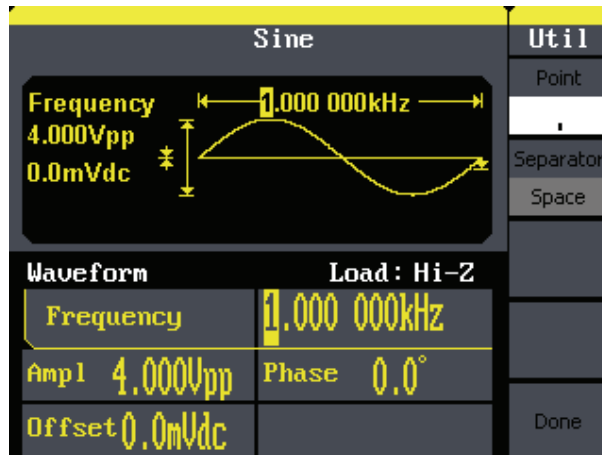 Sine
Util
Point
.
Separator
Space
Done
Frequency
1.000 000kHz
4.000Vpp
0.0mVdc
Waveform
Load: Hi-Z
Frequency
1.000 000kHz
Ampl 4.000Vpp
Phase 0.0°
Offset 0.0mVdc